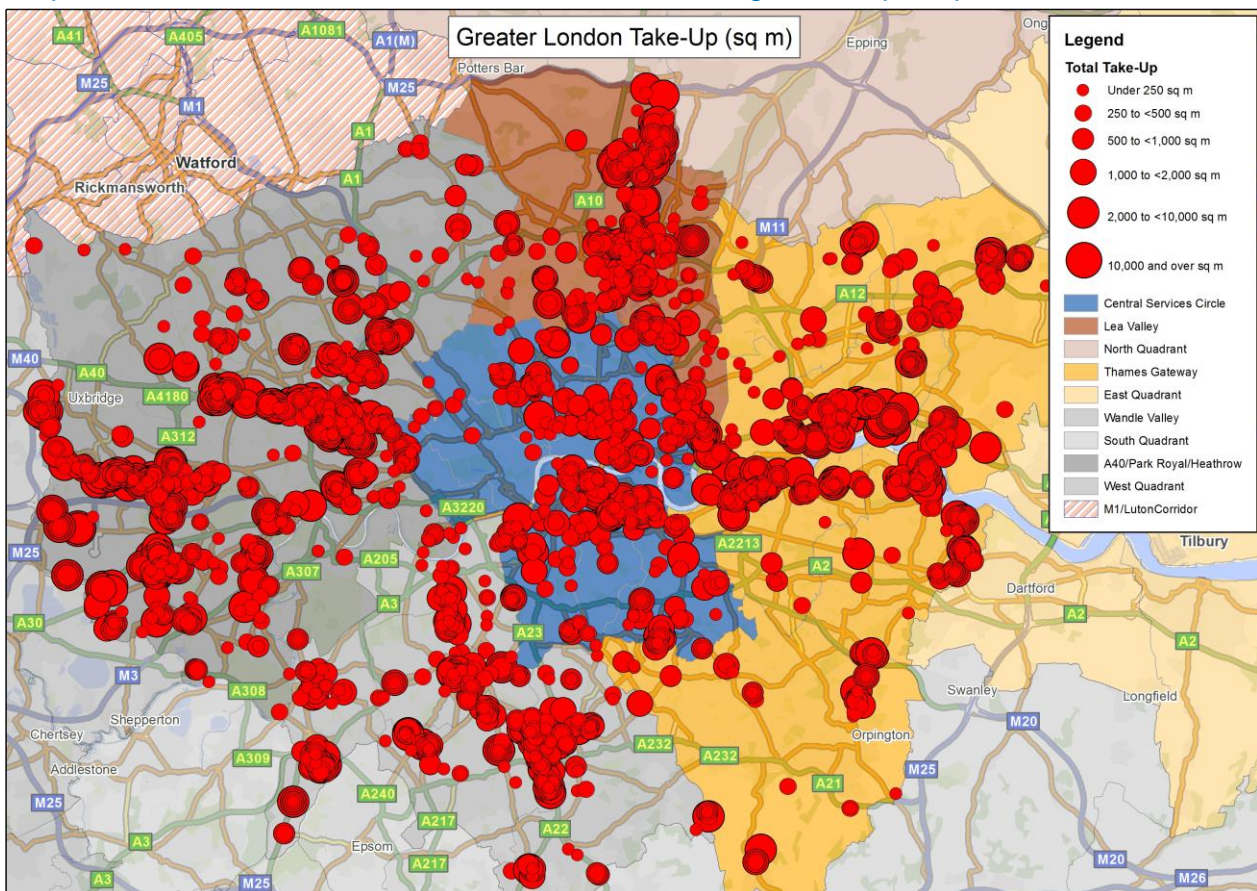 Greater London Take-Up (sq m)
Legend
Total Take-Up
Under 250 sq m
250 to <500 sq m
500 to <1,000 sq m
1,000 to <2,000 sq m
2,000 to <10,000 sq m
10,000 and over sq m
Central Services Circle
Lea Valley
North Quadrant
Thames Gateway
East Quadrant
Wandle Valley
South Quadrant
A40/Park Royal/Heathrow
West Quadrant
M1/LutonCorridor
A41
A405
A1081
A1(M)
Epping
Potters Bar
M25
M25
M1
A1
Watford
Rickmansworth
A1
A10
M11
A12
M40
A40
Uxbridge
A4180
A312
A3220
M25
A205
A2213
A307
A2
Tilbury
A3
Dartford
A30
A23
A2
A2
M3
A308
Swanley
Longfield
Shepperton
M20
Chertsey
Orpington
A309
A232
A232
Addlestone
M25
M25
A21
A240
A217
A22
Epsom
A3
A217
A22
M20
A3
M25
M26